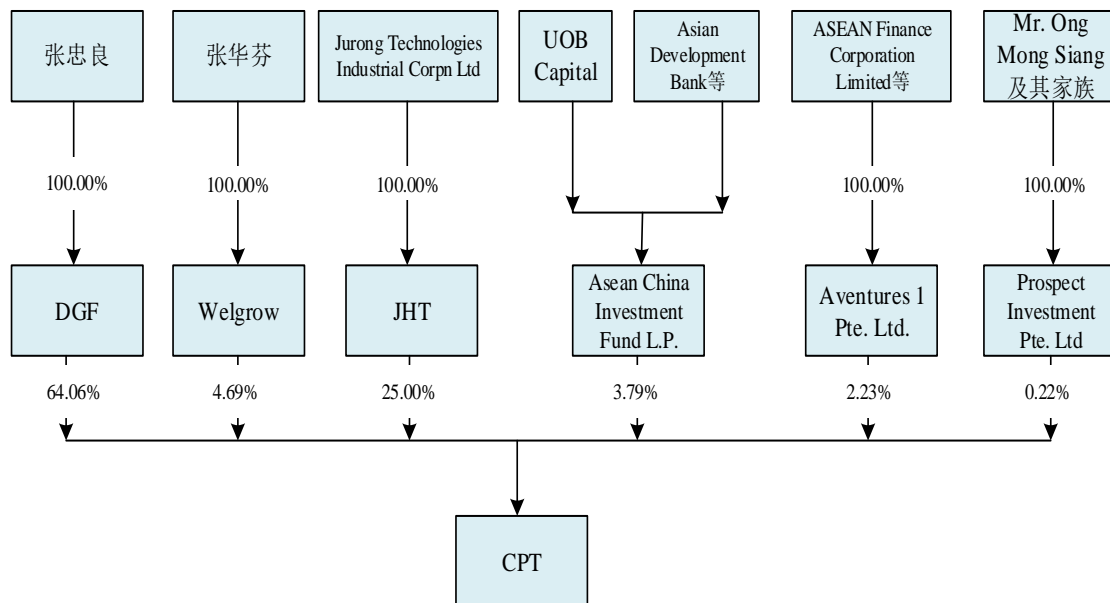 张忠良
张华芬
Jurong Technologies
Industrial Corpn Ltd
UOB
Capital
Asian
Development
Bank等
ASEAN Finance
Corporation
Limited等
Mr. Ong
Mong Siang
及其家族
100.00%
100.00%
100.00%
100.00%
100.00%
DGF
Welgrow
JHT
Asean China
Investment
Fund L.P.
Aventures 1
Pte. Ltd.
Prospect
Investment
Pte. Ltd
64.06%
4.69%
25.00%
3.79%
2.23%
0.22%
CPT